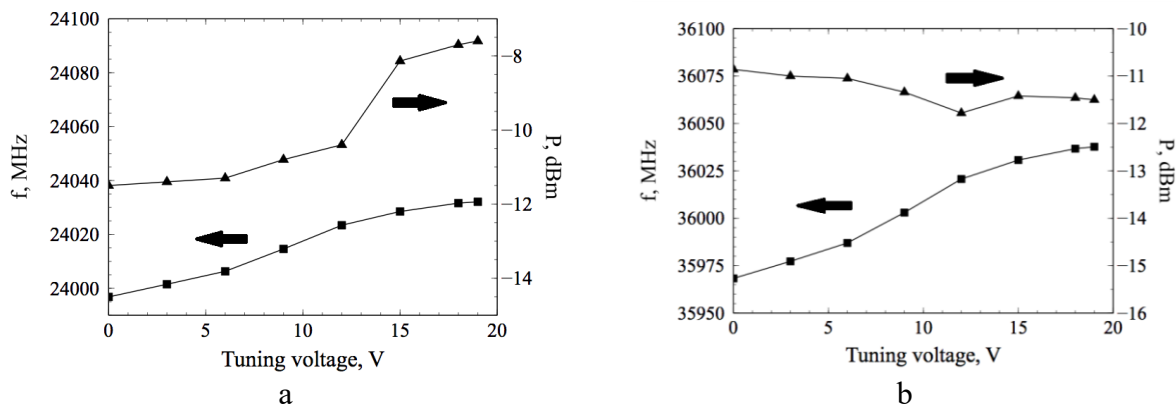 24100
24080
24060
24040
24020
24000
f, MHz
−8
−10
−12
−14
P, dBm
0 5 10 15 20
Tuning voltage, V
a
36100
36075
36050
36025
36000
35975
35950
f, MHz
−10
−11
−12
−13
−14
−15
−16
P, dBm
0 5 10 15 20
Tuning voltage, V
b